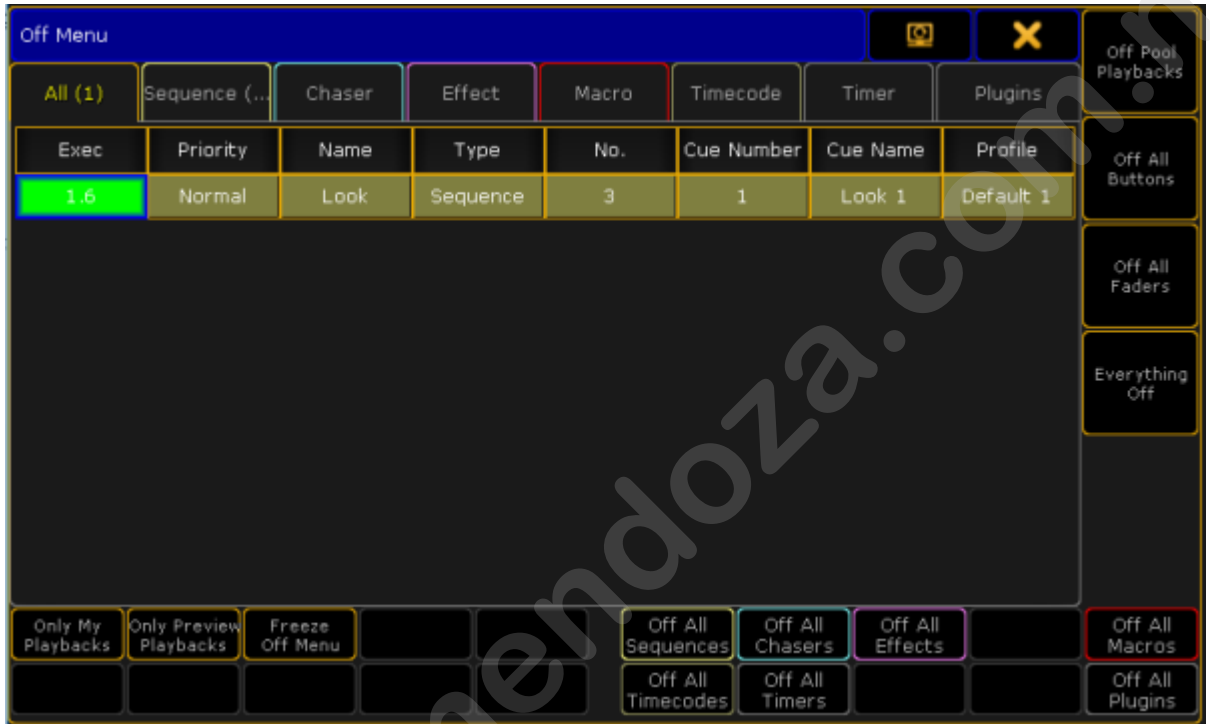 Off Menu
Off Pool
Playbacks
All (1) Sequence (... Chaser Effect Macro Timecode Timer Plugins
Exec Priority Name Type No. Cue Number Cue Name Profile
1.6 Normal Look Sequence 3 1 Look 1 Default 1
Off All
Buttons
Off All
Faders
Everything
Off
Only My
Playbacks
Only Preview
Playbacks
Freeze
Off Menu
Off All
Sequences
Off All
Chasers
Off All
Effects
Off All
Macros
Off All
Timecodes
Off All
Timers
Off All
Plugins
endoza.com.n